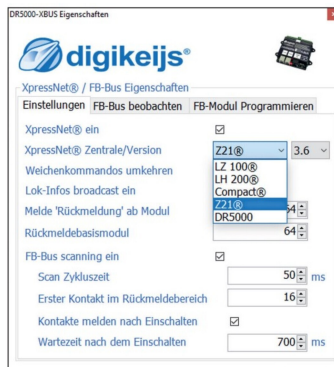 DR5000-XBUS Eigenschaften
digikeijs®
XpressNet® / FB-Bus Eigenschaften
Einstellungen FB-Bus beobachten FB-Modul Programmieren
XpressNet® ein
XpressNet® Zentrale/Version Z21® 3.6
LZ 100®
Weichenkommandos umkehren
LH 200®
Compact®
Lok-Infos broadcast ein
Z21®
Melde 'Rückmeldung' ab Modul 64
DR5000
Rückmeldebasismodul 64
FB-Bus scanning ein
Scan Zykluszeit 50 ms
Erster Kontakt im Rückmeldebereich 16
Kontakte melden nach Einschalten
Wartezeit nach dem Einschalten 700 ms